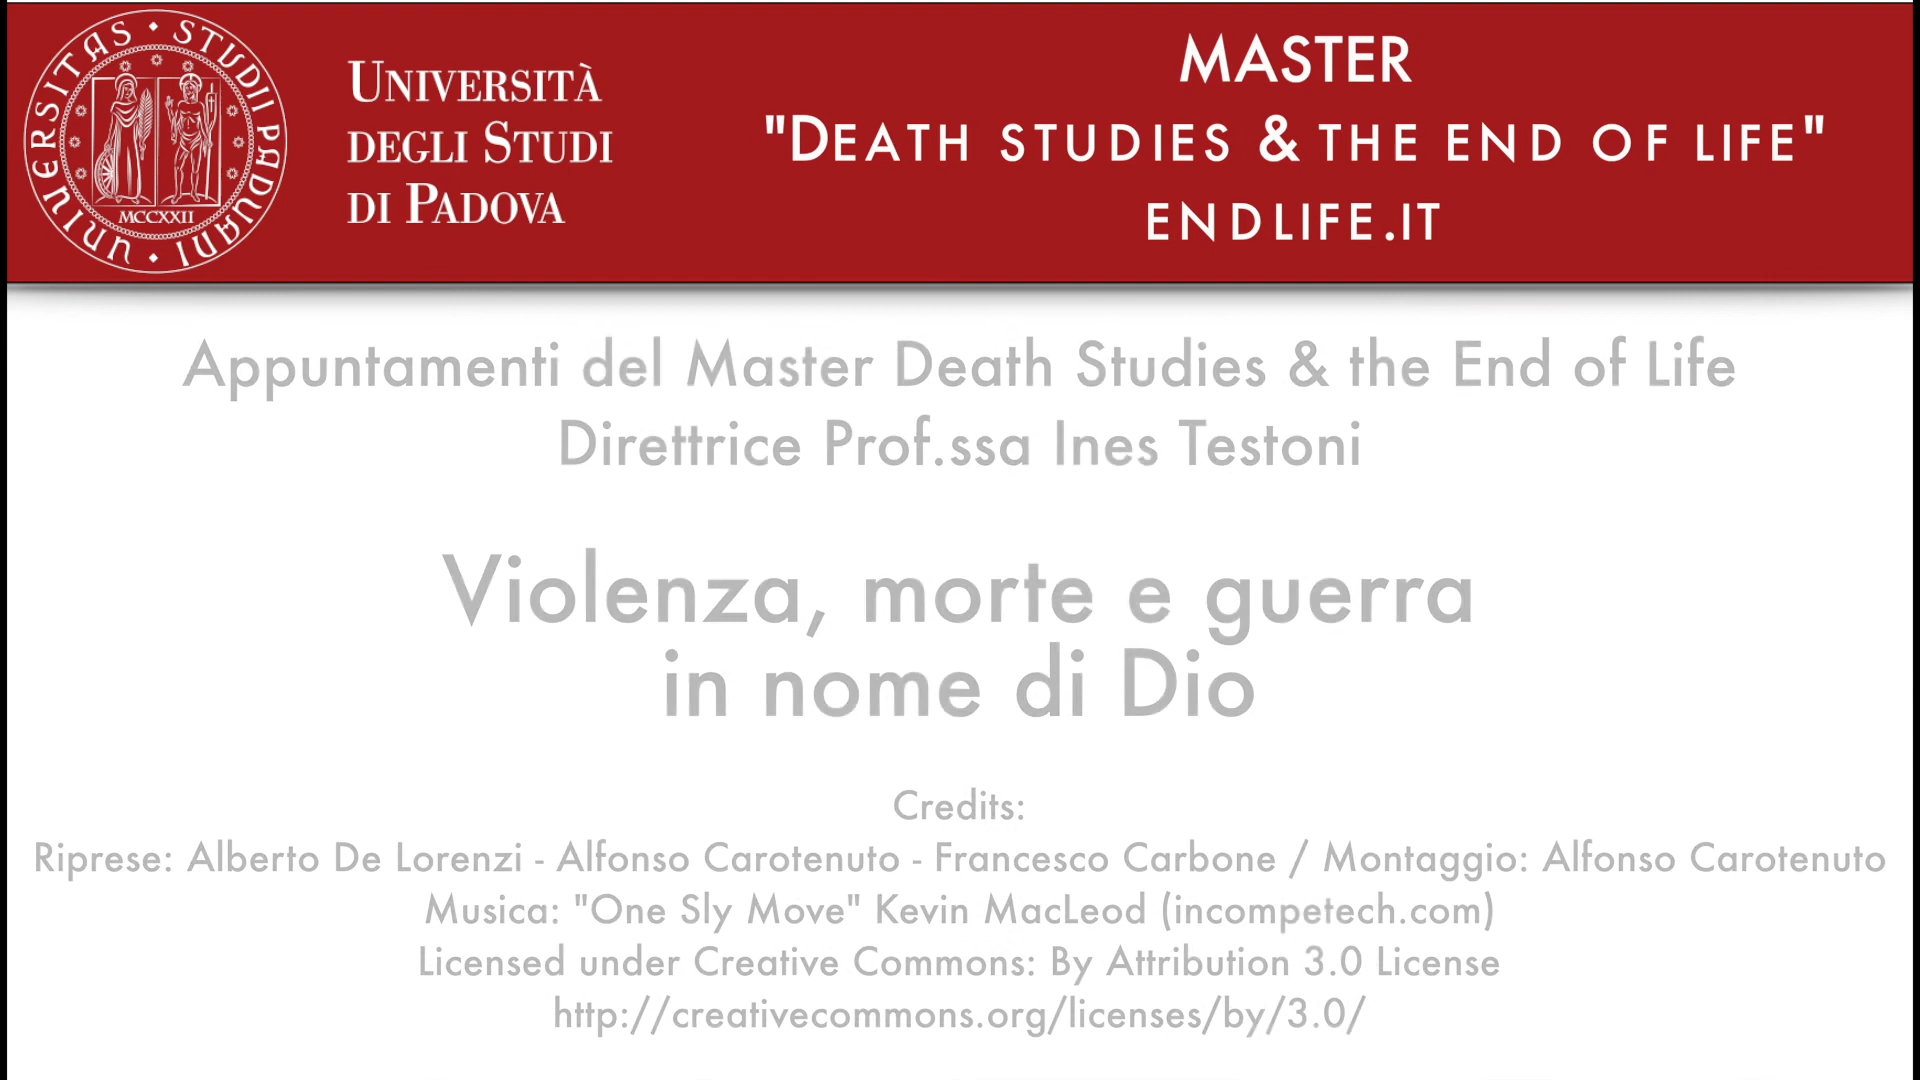 UNIVERSITAS • STUDII PADUANI •
MCCXXII
UNIVERSITÀ
DEGLI STUDI
DI PADOVA
MASTER
"DEATH STUDIES & THE END OF LIFE"
ENDLIFE.IT
Appuntamenti del Master Death Studies & the End of Life
Direttrice Prof.ssa Ines Testoni
Violenza, morte e guerra
in nome di Dio
Credits:
Riprese: Alberto De Lorenzi - Alfonso Carotenuto - Francesco Carbone / Montaggio: Alfonso Carotenuto
Musica: "One Sly Move" Kevin MacLeod (incompetech.com)
Licensed under Creative Commons: By Attribution 3.0 License
http://creativecommons.org/licenses/by/3.0/